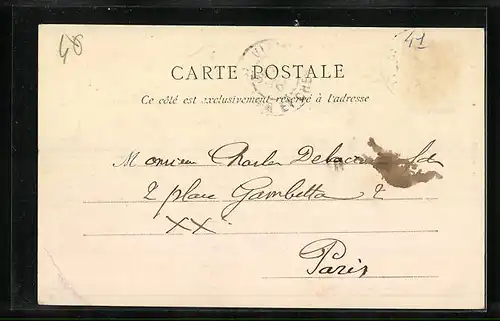 48
41
CARTE POSTALE
Ce côté est exclusivement réservé à l'adresse
Monsieur Charles
2 place Gambetta 2
XX
Paris